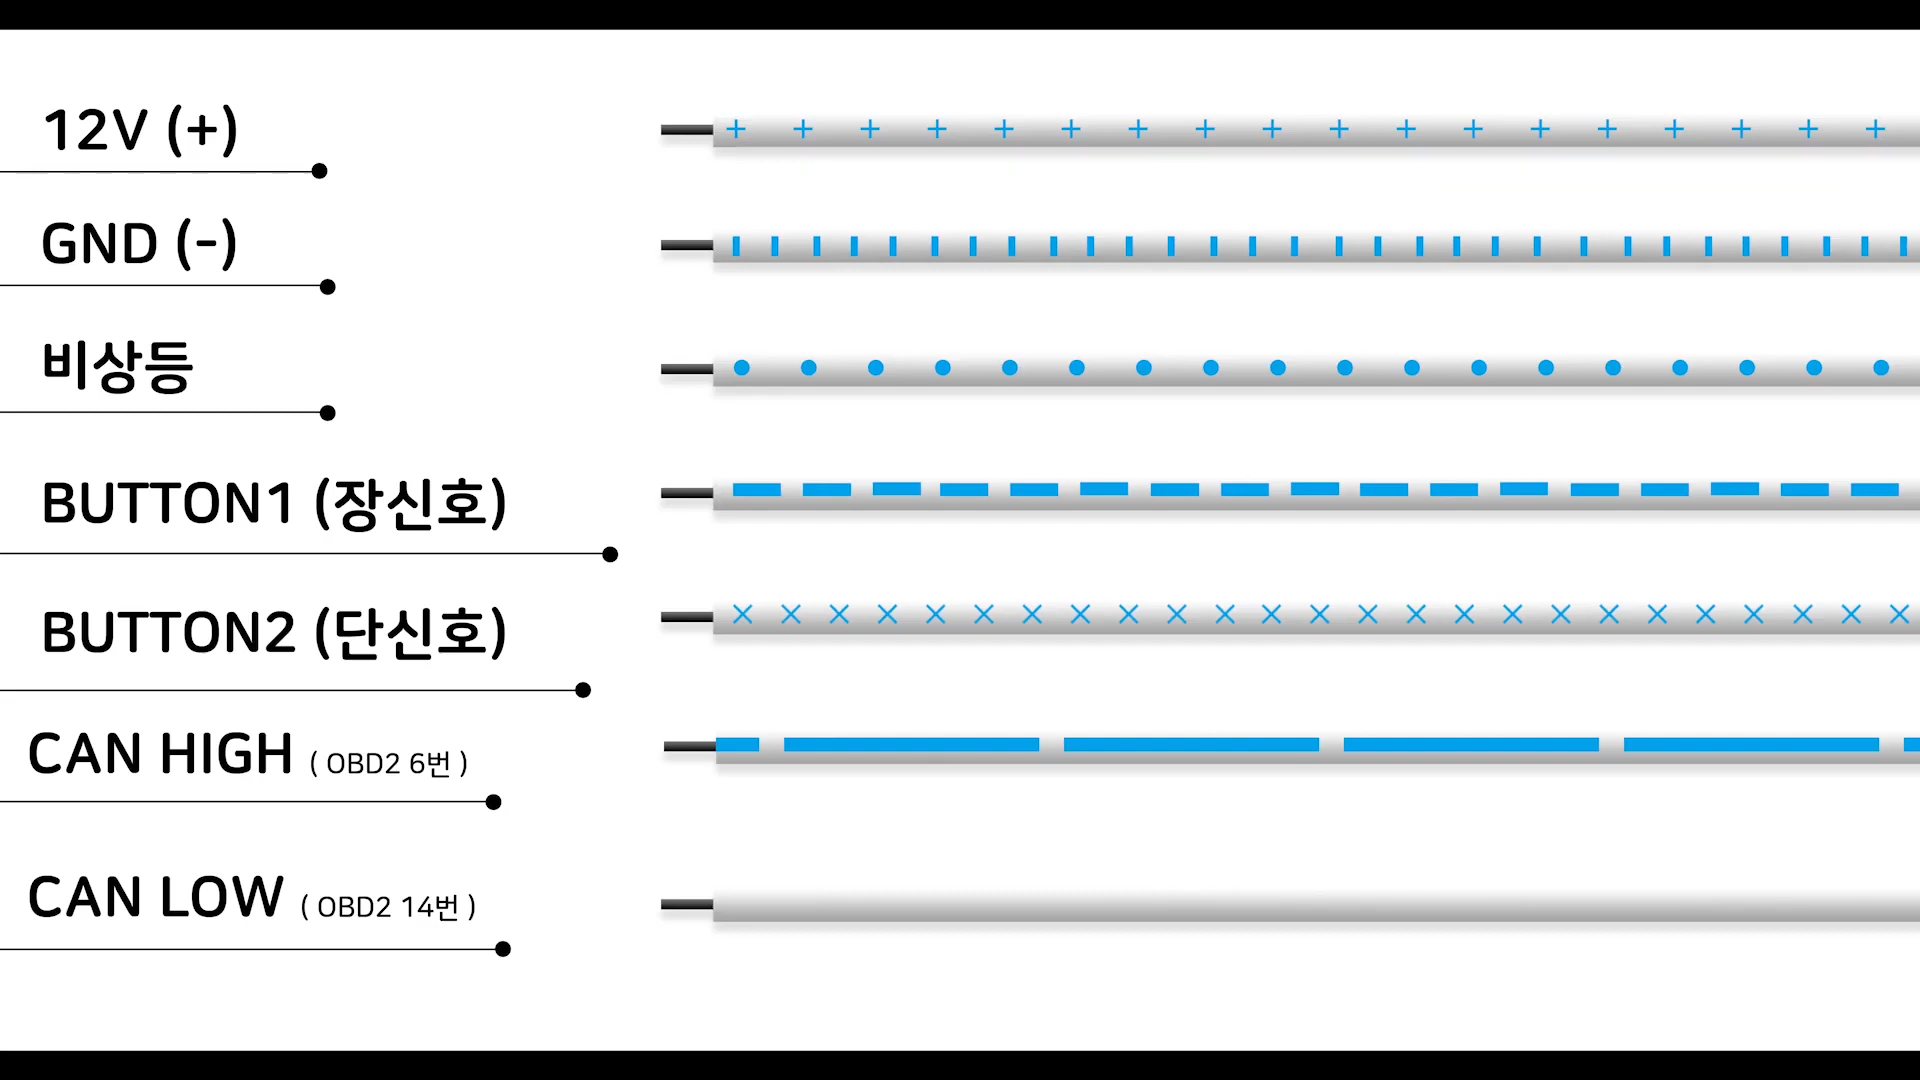 12V (+)
GND (-)
비상등
BUTTON1 (장신호)
BUTTON2 (단신호)
CAN HIGH ( OBD2 6번 )
CAN LOW ( OBD2 14번 )